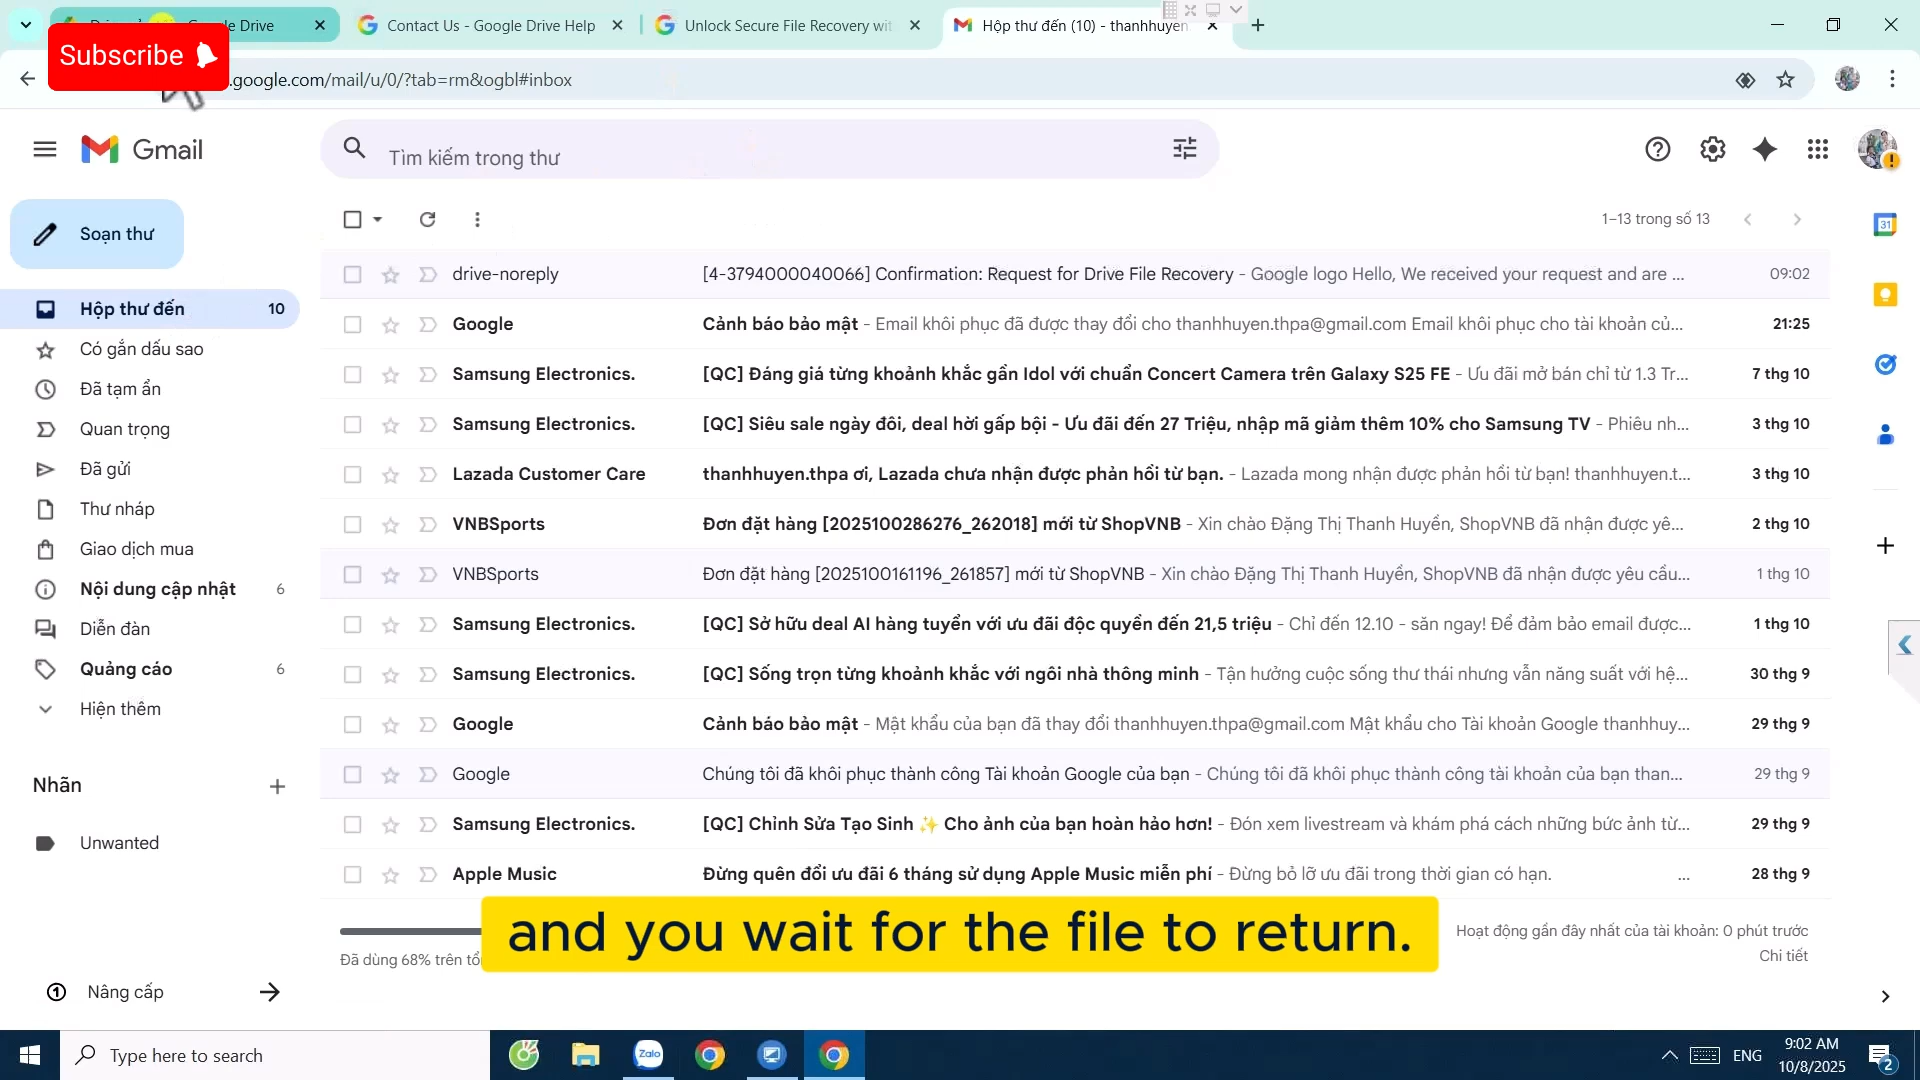 Google Drive
Contact Us - Google Drive Help
Unlock Secure File Recovery wit
Hộp thư đến (10) - thanhhuyen
Subscribe
.google.com/mail/u/0/?tab=rm&ogbl#inbox
Gmail
Tìm kiếm trong thư
Soạn thư
1–13 trong số 13
Hộp thư đến 10
Có gắn dấu sao
Đã tạm ẩn
Quan trọng
Đã gửi
Thư nháp
Giao dịch mua
Nội dung cập nhật 6
Diễn đàn
Quảng cáo 6
Hiện thêm
Nhãn
Unwanted
Nâng cấp
drive-noreply [4-3794000040066] Confirmation: Request for Drive File Recovery - Google logo Hello, We received your request and are ... 09:02
Google Cảnh báo bảo mật - Email khôi phục đã được thay đổi cho thanhhuyen.thpa@gmail.com Email khôi phục cho tài khoản củ... 21:25
Samsung Electronics. [QC] Đáng giá từng khoảnh khắc gần Idol với chuẩn Concert Camera trên Galaxy S25 FE - Ưu đãi mở bán chỉ từ 1.3 Tr... 7 thg 10
Samsung Electronics. [QC] Siêu sale ngày đôi, deal hời gấp bội - Ưu đãi đến 27 Triệu, nhập mã giảm thêm 10% cho Samsung TV - Phiêu nh... 3 thg 10
Lazada Customer Care thanhhuyen.thpa ơi, Lazada chưa nhận được phản hồi từ bạn. - Lazada mong nhận được phản hồi từ bạn! thanhhuyen.t... 3 thg 10
VNBSports Đơn đặt hàng [2025100286276_262018] mới từ ShopVNB - Xin chào Đặng Thị Thanh Huyền, ShopVNB đã nhận được yê... 2 thg 10
VNBSports Đơn đặt hàng [2025100161196_261857] mới từ ShopVNB - Xin chào Đặng Thị Thanh Huyền, ShopVNB đã nhận được yêu cầu... 1 thg 10
Samsung Electronics. [QC] Sở hữu deal AI hàng tuyển với ưu đãi độc quyền đến 21,5 triệu - Chỉ đến 12.10 - săn ngay! Để đảm bảo email được... 1 thg 10
Samsung Electronics. [QC] Sống trọn từng khoảnh khắc với ngôi nhà thông minh - Tận hưởng cuộc sống thư thái nhưng vẫn năng suất với hệ... 30 thg 9
Google Cảnh báo bảo mật - Mật khẩu của bạn đã thay đổi thanhhuyen.thpa@gmail.com Mật khẩu cho Tài khoản Google thanhhuy... 29 thg 9
Google Chúng tôi đã khôi phục thành công Tài khoản Google của bạn - Chúng tôi đã khôi phục thành công tài khoản của bạn than... 29 thg 9
Samsung Electronics. [QC] Chỉnh Sửa Tạo Sinh ✨ Cho ảnh của bạn hoàn hảo hơn! - Đón xem livestream và khám phá cách những bức ảnh từ... 29 thg 9
Apple Music Đừng quên đổi ưu đãi 6 tháng sử dụng Apple Music miễn phí - Đừng bỏ lỡ ưu đãi trong thời gian có hạn. ... 28 thg 9
and you wait for the file to return.
Đã dùng 68% trên
Hoạt động gần đây nhất của tài khoản: 0 phút trước
Chi tiết
Type here to search
Zalo
ENG
9:02 AM
10/8/2025
2
31